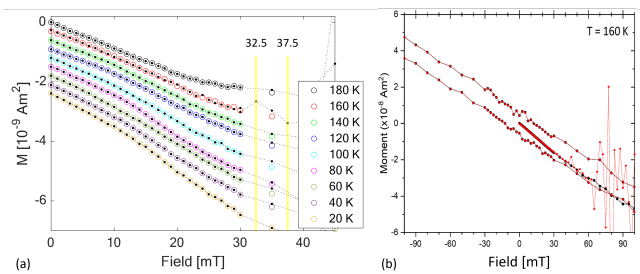 (a)
M [10⁻⁹ Am²]
0
-2
-4
-6
32.5 37.5
180 K
160 K
140 K
120 K
100 K
80 K
60 K
40 K
20 K
0 10 20 30 40
Field [mT]
(b)
Moment (x10⁻⁸ Am²)
T = 160 K
6
4
2
0
-2
-4
-6
-90 -60 -30 0 30 60 90
Field [mT]